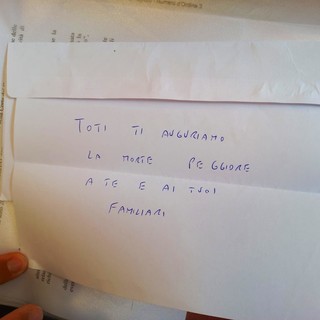 TOTI TI AUGURIAMO
LA MORTE PEGGIORE
A TE E AI TUOI
FAMILIARI